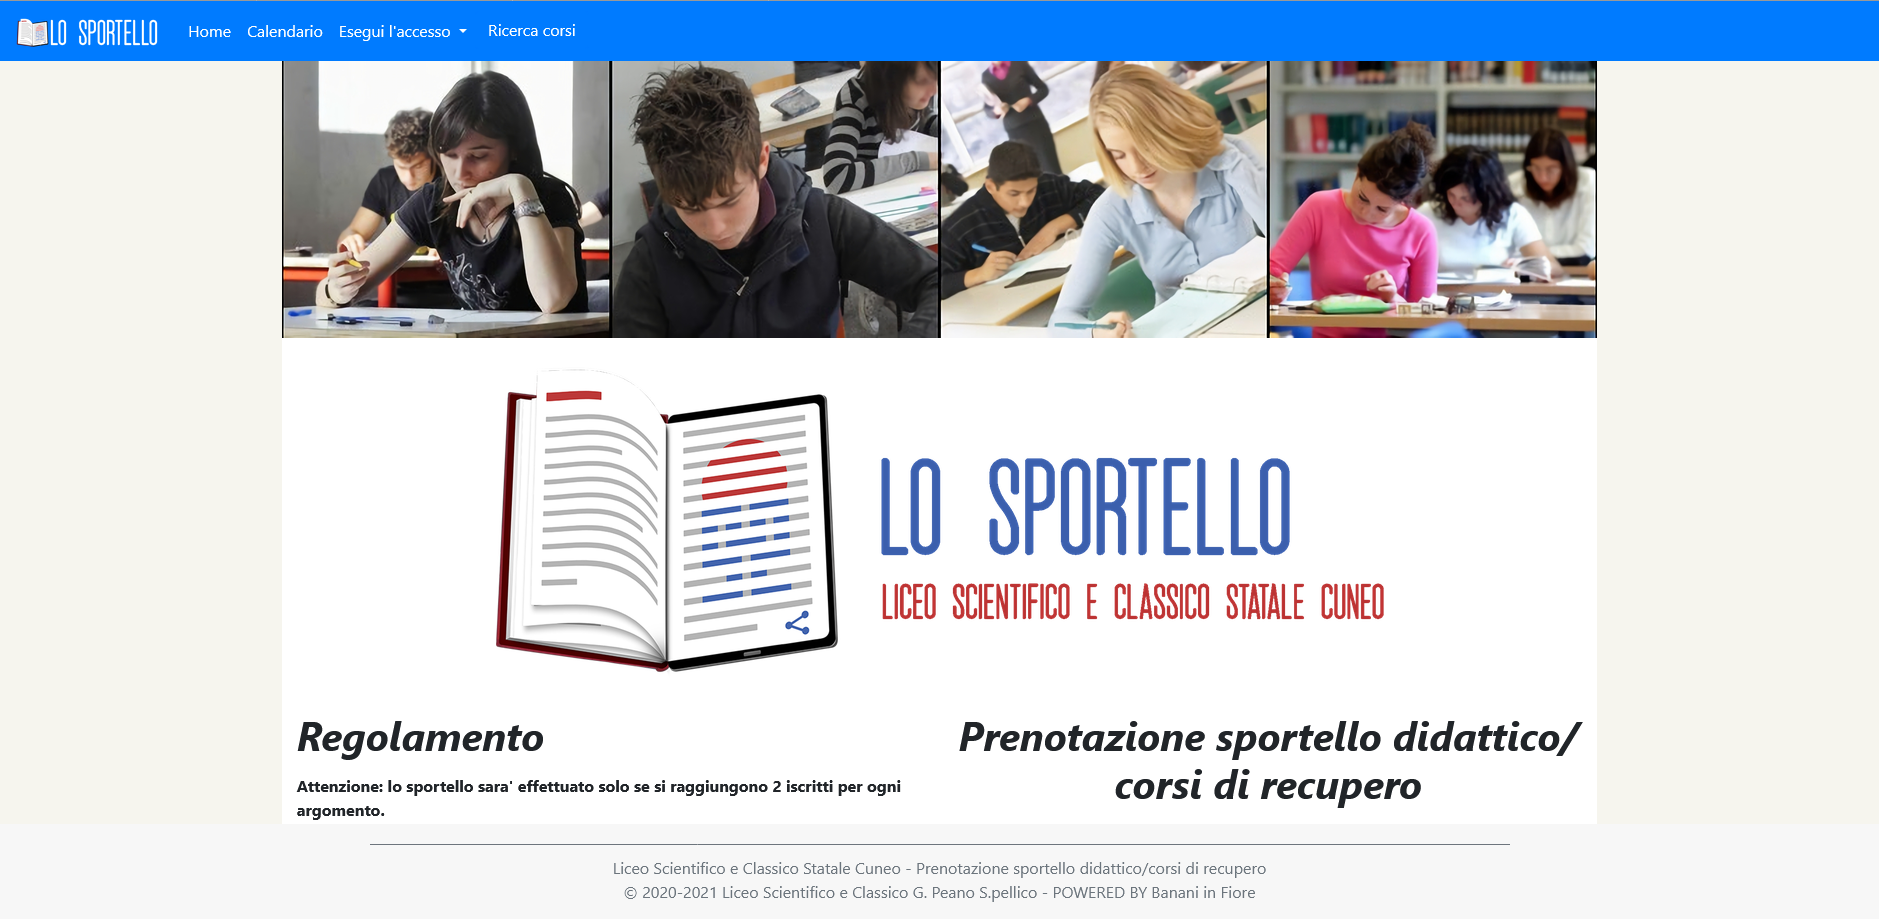 LO SPORTELLO
Home
Calendario
Esegui l'accesso
Ricerca corsi
LO SPORTELLO
LICEO SCIENTIFICO E CLASSICO STATALE CUNEO
Regolamento
Attenzione: lo sportello sara' effettuato solo se si raggiungono 2 iscritti per ogni
argomento.
Prenotazione sportello didattico/
corsi di recupero
Liceo Scientifico e Classico Statale Cuneo - Prenotazione sportello didattico/corsi di recupero
© 2020-2021 Liceo Scientifico e Classico G. Peano S.pellico - POWERED BY Banani in Fiore